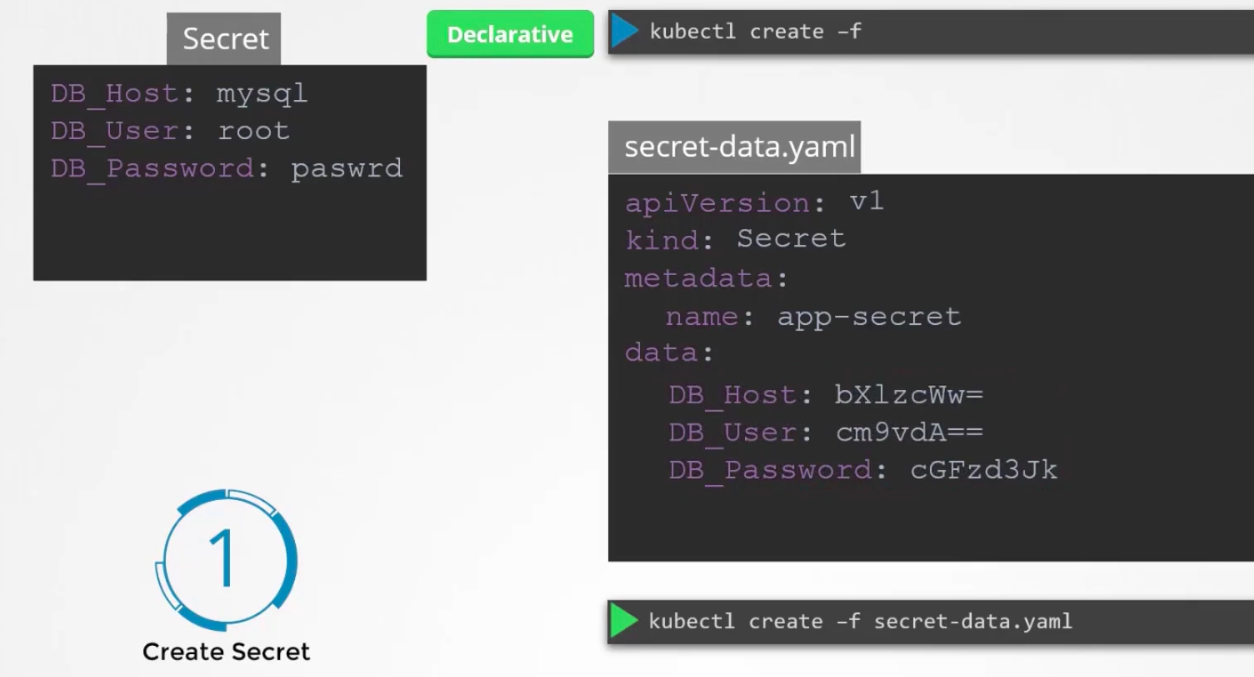 Secret
DB_Host: mysql
DB_User: root
DB_Password: paswrd
1
Create Secret
Declarative
kubectl create –f
secret-data.yaml
apiVersion: v1
kind: Secret
metadata:
name: app-secret
data:
DB_Host: bXlzcWw=
DB_User: cm9vdA==
DB_Password: cGFzd3Jk
kubectl create –f secret-data.yaml